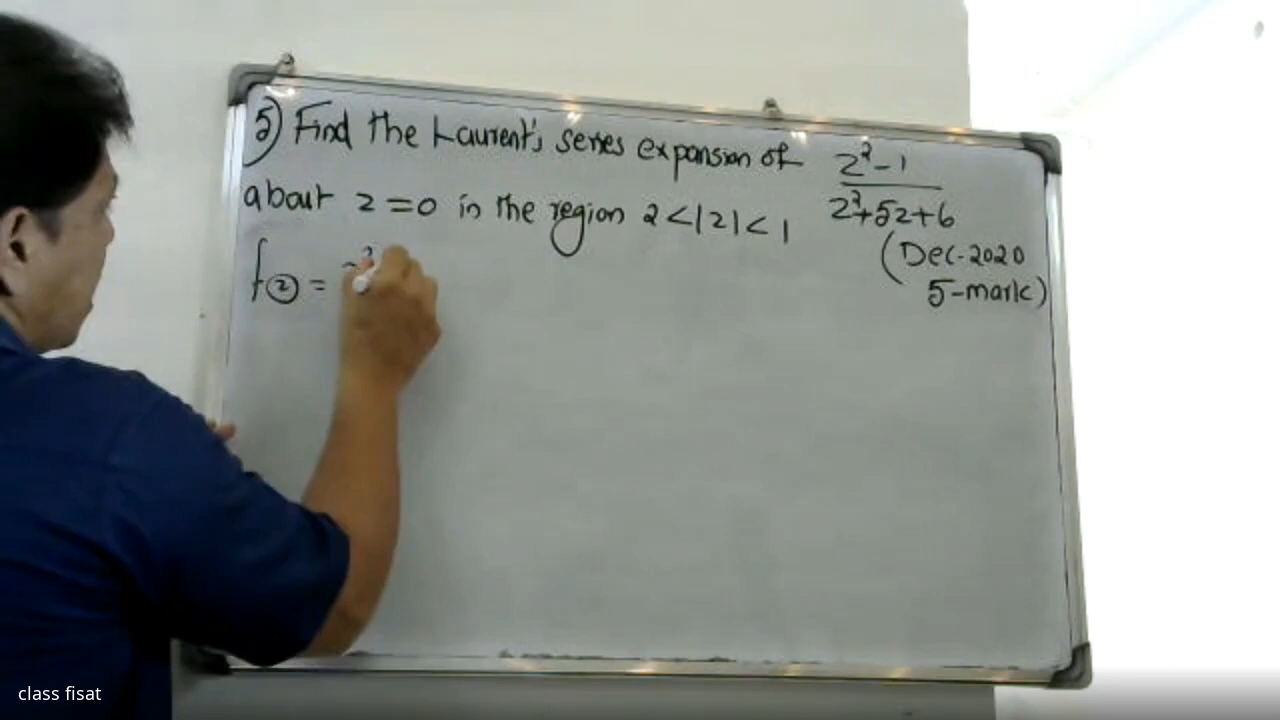 5) Find the Laurent's series expansion of z²-1 / z²+5z+6
about z=0 in the region 2<|z|<1
(Dec-2020
5-mark)
f(z) =
class fisat